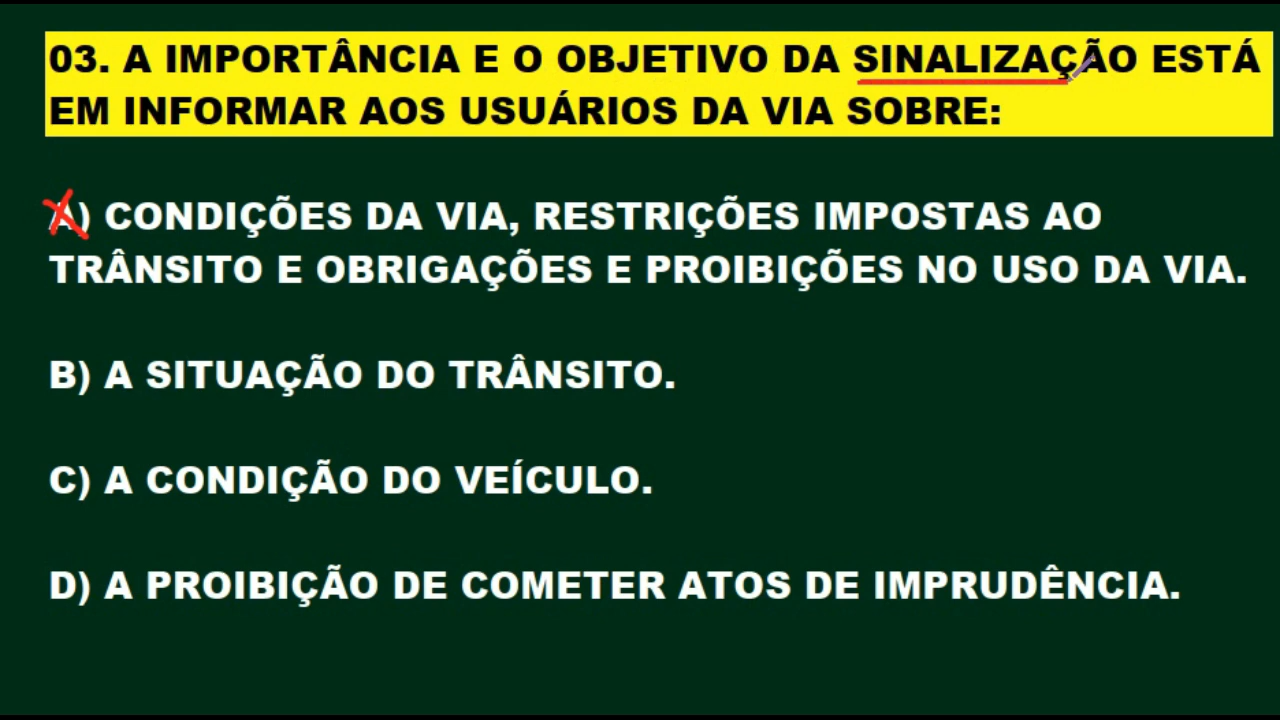 03. A IMPORTÂNCIA E O OBJETIVO DA SINALIZAÇÃO ESTÁ
EM INFORMAR AOS USUÁRIOS DA VIA SOBRE:
A) CONDIÇÕES DA VIA, RESTRIÇÕES IMPOSTAS AO
TRÂNSITO E OBRIGAÇÕES E PROIBIÇÕES NO USO DA VIA.
B) A SITUAÇÃO DO TRÂNSITO.
C) A CONDIÇÃO DO VEÍCULO.
D) A PROIBIÇÃO DE COMETER ATOS DE IMPRUDÊNCIA.